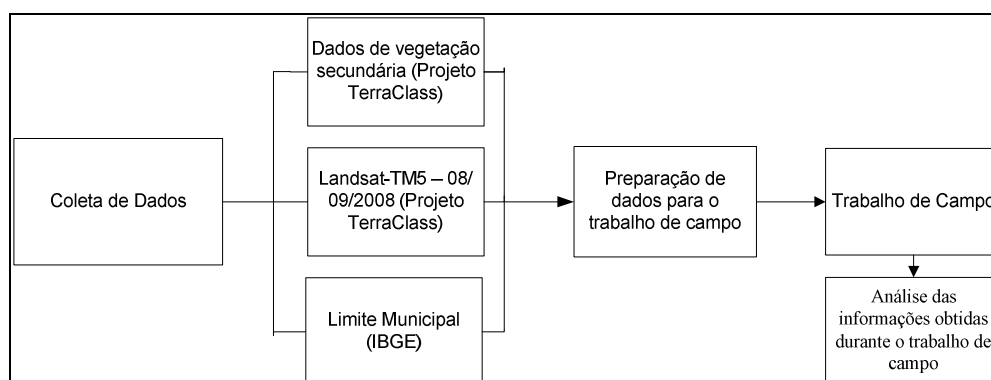 Dados de vegetação
secundária (Projeto
TerraClass)
Coleta de Dados
Landsat-TM5 – 08/
09/2008 (Projeto
TerraClass)
Limite Municipal
(IBGE)
Preparação de
dados para o
trabalho de campo
Trabalho de Campo
Análise das
informações obtidas
durante o trabalho de
campo